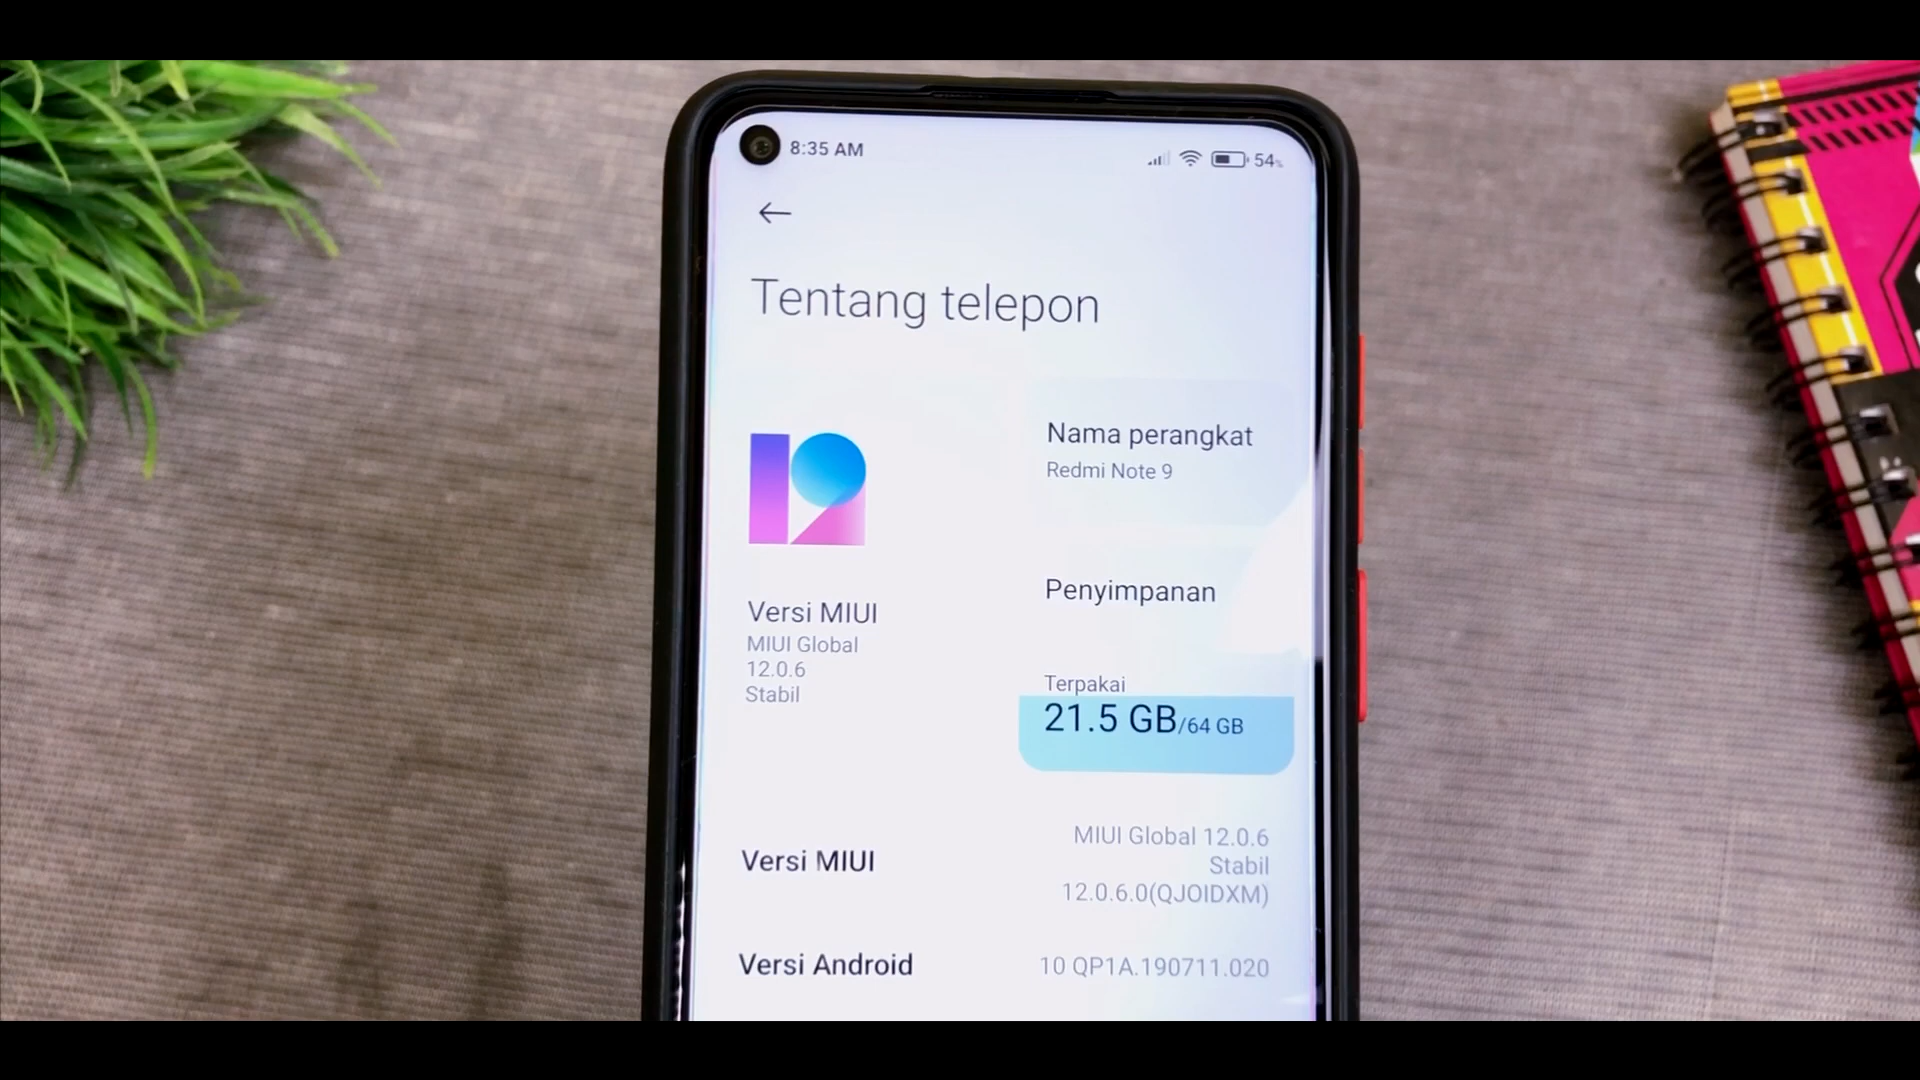 8:35 AM
54%
Tentang telepon
Nama perangkat
Redmi Note 9
Penyimpanan
Versi MIUI
MIUI Global
12.0.6
Stabil
Terpakai
21.5 GB/64 GB
Versi MIUI
MIUI Global 12.0.6
Stabil
12.0.6.0(QJOIDXM)
Versi Android
10 QP1A.190711.020